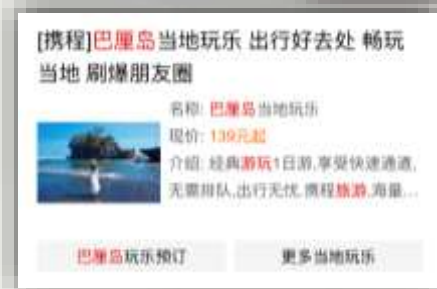 [携程]巴厘岛当地玩乐 出行好去处 畅玩
当地 刷爆朋友圈
名称: 巴厘岛当地玩乐
现价: 139元起
介绍: 经典游玩1日游,享受快速通道,
无需排队,出行无忧,携程旅游,海量...
巴厘岛玩乐预订
更多当地玩乐